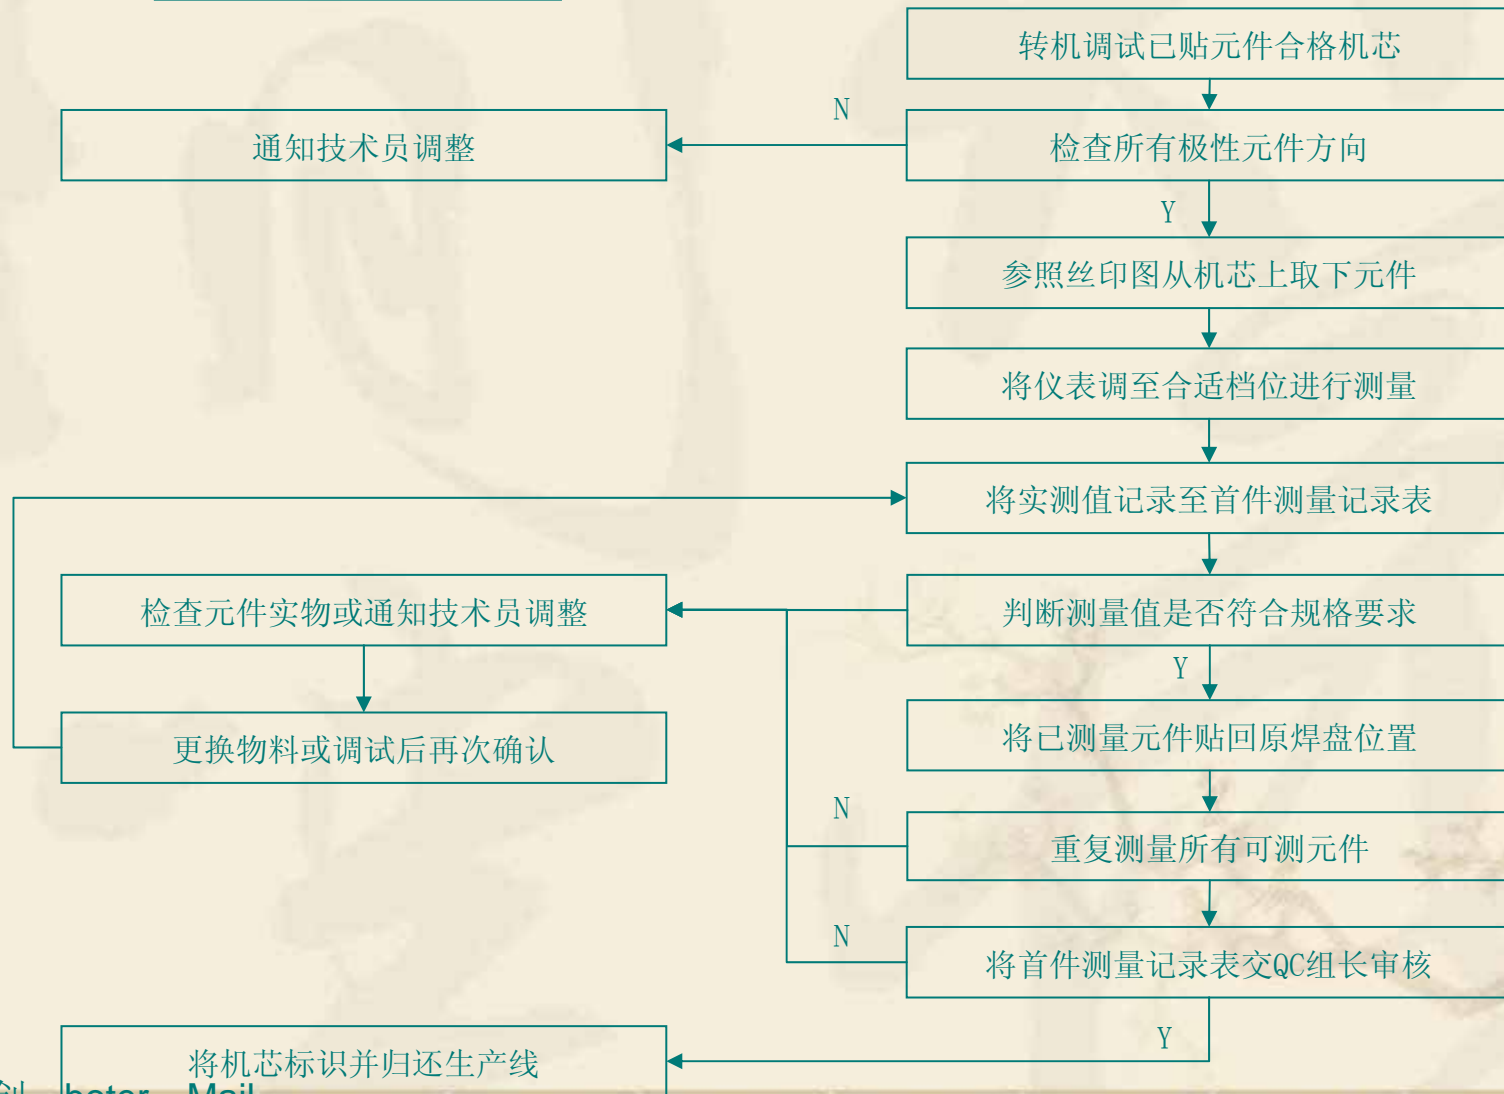 转机调试已贴元件合格机芯
N
通知技术员调整
检查所有极性元件方向
Y
参照丝印图从机芯上取下元件
将仪表调至合适档位进行测量
将实测值记录至首件测量记录表
检查元件实物或通知技术员调整
判断测量值是否符合规格要求
Y
更换物料或调试后再次确认
将已测量元件贴回原焊盘位置
N
重复测量所有可测元件
N
将首件测量记录表交QC组长审核
Y
将机芯标识并归还生产线